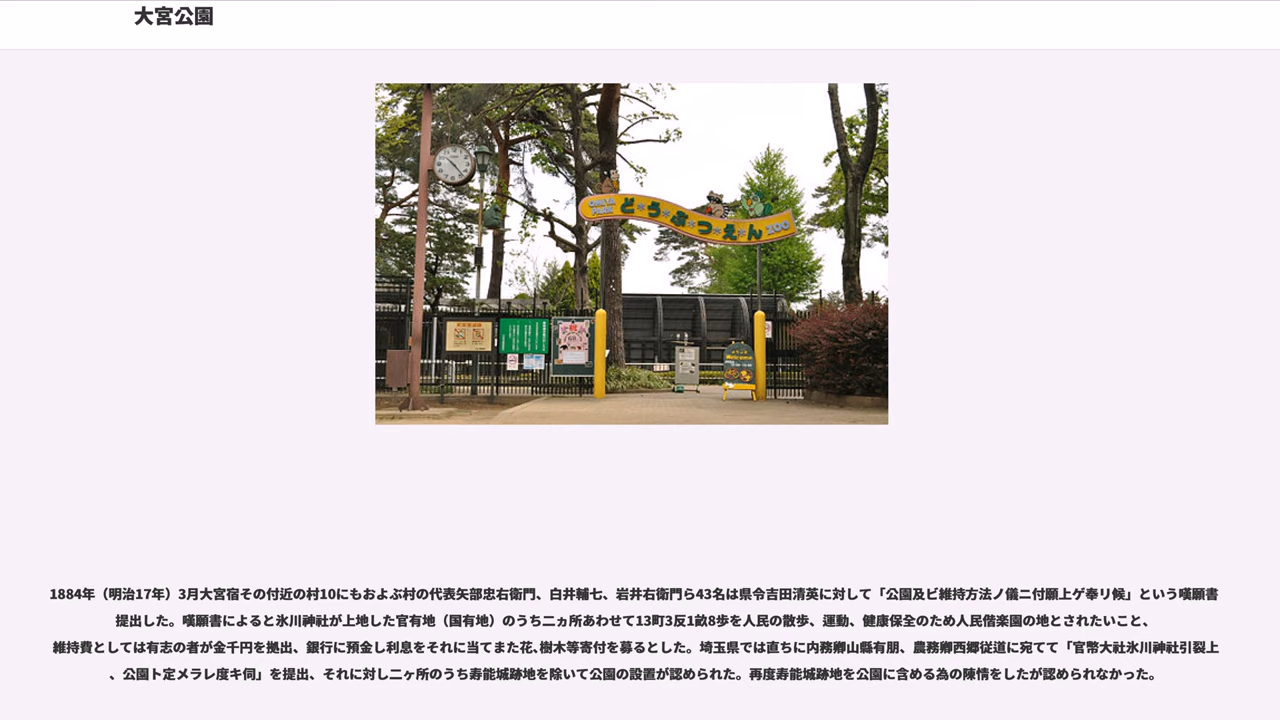 大宮公園
OMIYA
PARK
どうぶつえん
ZOO
Welcome
1884年（明治17年）3月大宮宿その付近の村10にもおよぶ村の代表矢部忠右衛門、白井輔七、岩井右衛門ら43名は県令吉田清英に対して「公園及ビ維持方法ノ儀ニ付願上ゲ奉リ候」という嘆願書
提出した。嘆願書によると氷川神社が上地した官有地（国有地）のうち二ヵ所あわせて13町3反1畝8歩を人民の散歩、運動、健康保全のため人民偕楽園の地とされたいこと、
維持費としては有志の者が金千円を拠出、銀行に預金し利息をそれに当てまた花､樹木等寄付を募るとした。埼玉県では直ちに内務卿山縣有朋、農務卿西郷従道に宛てて「官幣大社氷川神社引裂上
、公園ト定メラレ度キ伺」を提出、それに対し二ヶ所のうち寿能城跡地を除いて公園の設置が認められた。再度寿能城跡地を公園に含める為の陳情をしたが認められなかった。